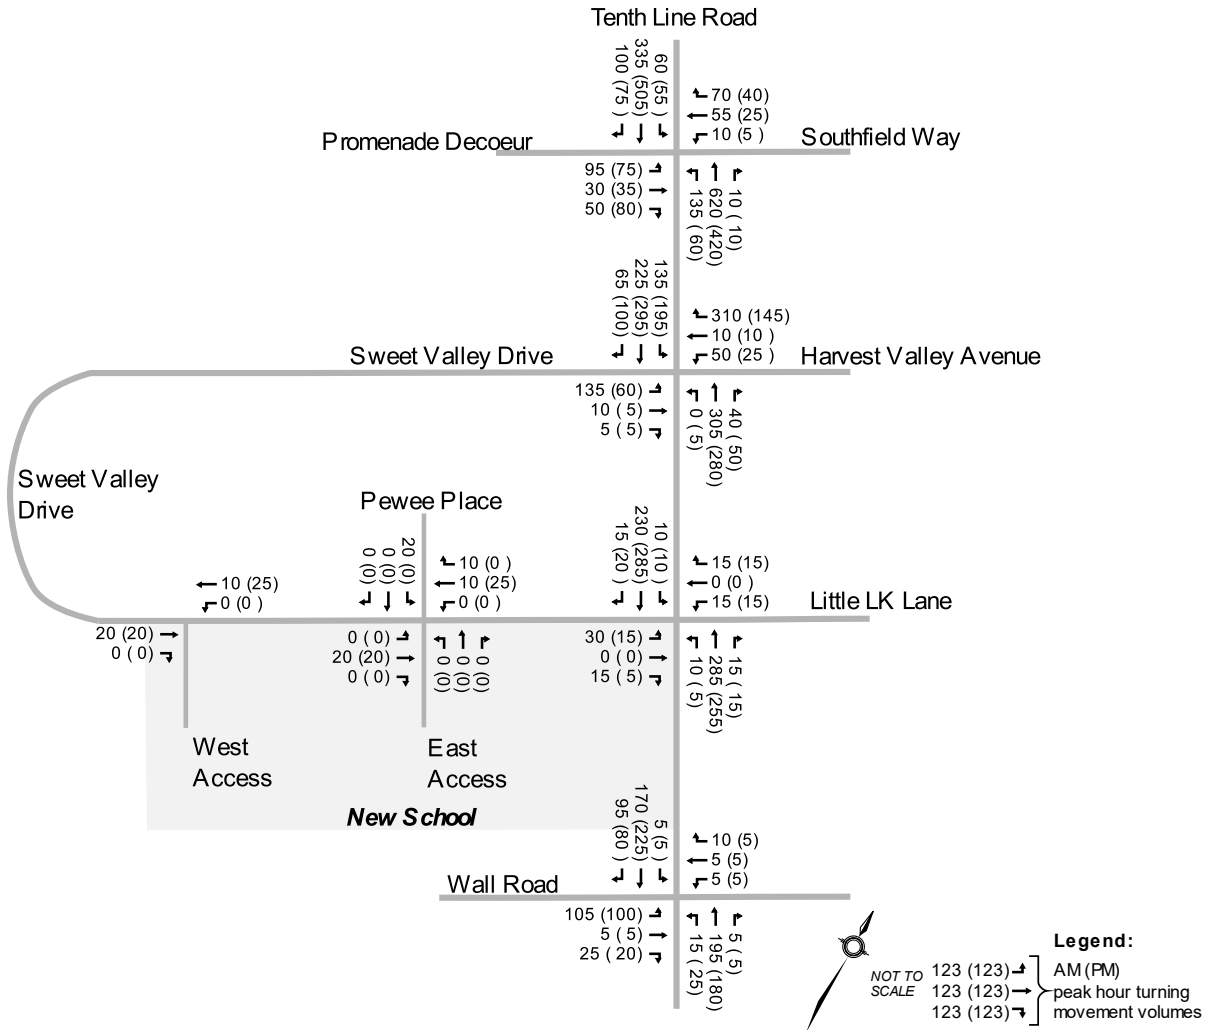 Tenth Line Road
100 (75 )
335 (505)
60 (55 )
70 (40)
55 (25)
10 (5 )
Promenade Decoeur
Southfield Way
95 (75)
30 (35)
50 (80)
135 ( 60)
620 (420)
10 ( 10)
65 (100)
225 (295)
135 (195)
310 (145)
10 (10 )
50 (25 )
Sweet Valley Drive
Harvest Valley Avenue
135 (60)
10 ( 5)
5 ( 5)
0 ( 5)
305 (280)
40 ( 50)
Sweet Valley
Drive
Pewee Place
0 (0)
0 (0)
20 (0)
10 (0 )
10 (25)
0 (0 )
10 (25)
0 (0 )
15 (20 )
230 (285)
10 (10 )
15 (15)
0 (0 )
15 (15)
Little LK Lane
20 (20)
0 ( 0)
0 ( 0)
20 (20)
0 ( 0)
0 (0)
0 (0)
0 (0)
30 (15)
0 ( 0)
15 ( 5)
10 ( 5)
285 (255)
15 ( 15)
West
Access
East
Access
New School
95 (80 )
170 (225)
5 (5 )
10 (5)
5 (5)
5 (5)
Wall Road
105 (100)
5 ( 5)
25 ( 20)
15 ( 25)
195 (180)
5 ( 5)
NOT TO
SCALE
Legend:
123 (123)
AM (PM)
123 (123)
peak hour turning
123 (123)
movement volumes